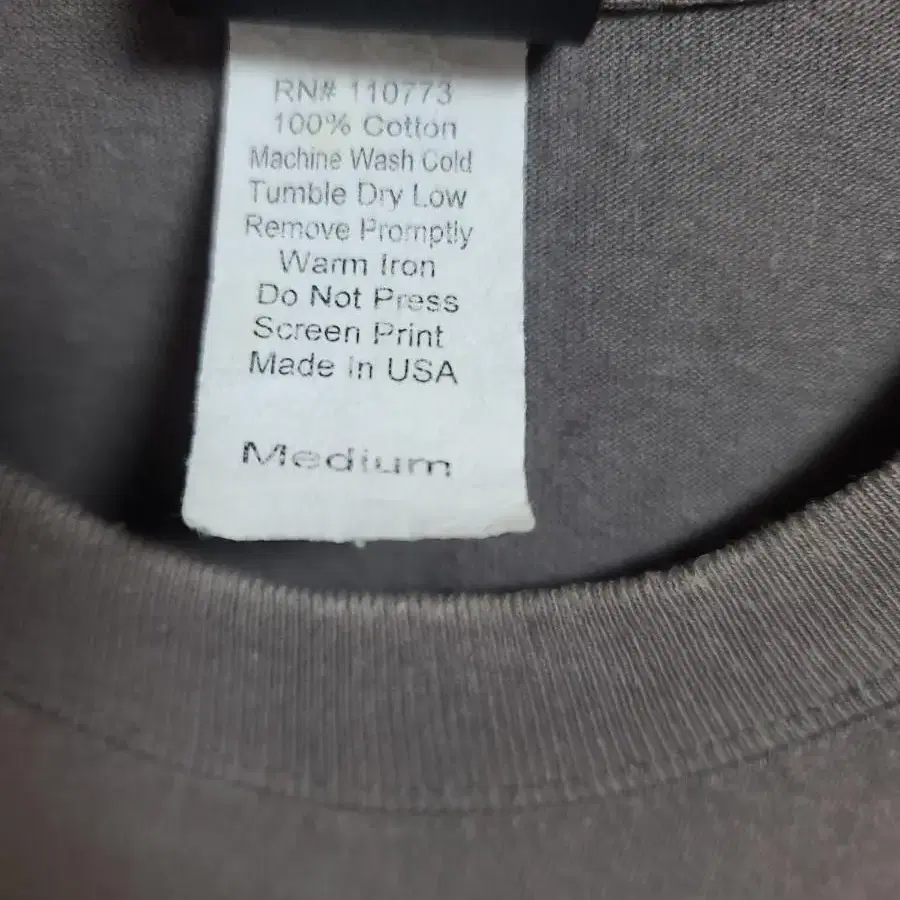 RN# 110773
100% Cotton
Machine Wash Cold
Tumble Dry Low
Remove Promptly
Warm Iron
Do Not Press
Screen Print
Made In USA
Medium